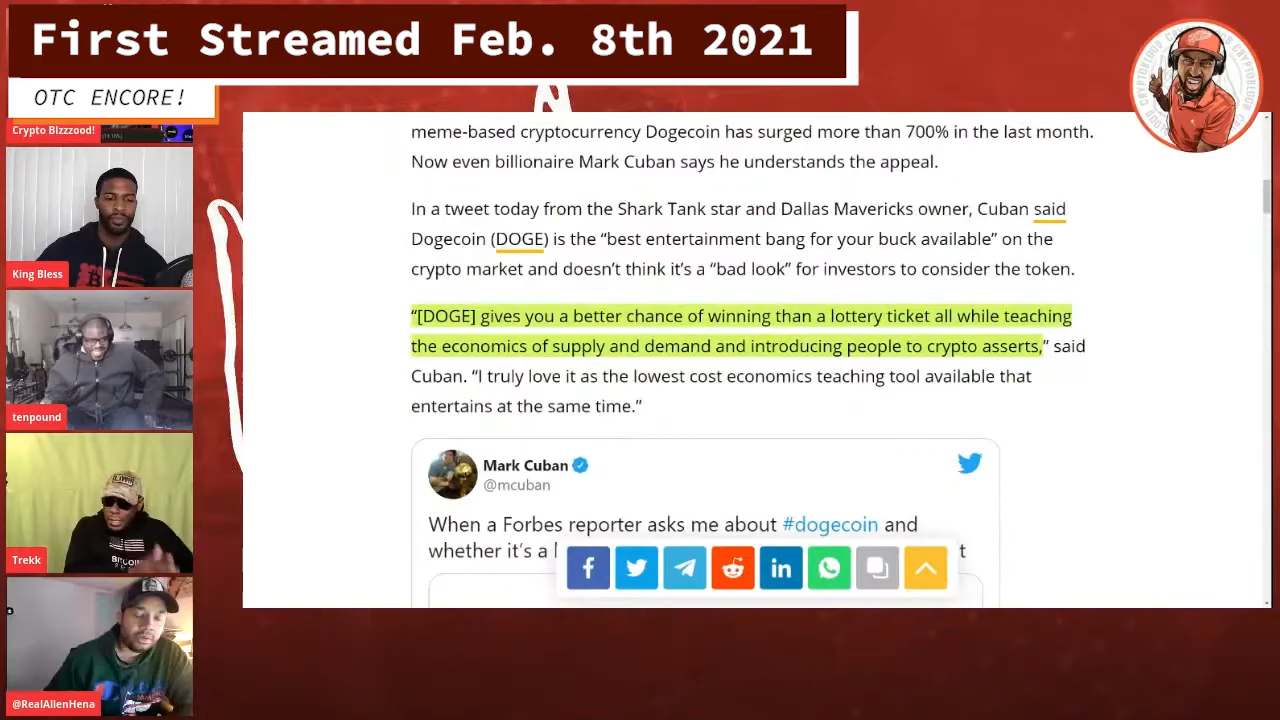 First Streamed Feb. 8th 2021
OTC ENCORE!
Crypto Blzzzood!
King Bless
tenpound
Trekk
@RealAllenHena
BITCOIN
CRYPTOBLOOD
meme-based cryptocurrency Dogecoin has surged more than 700% in the last month.
Now even billionaire Mark Cuban says he understands the appeal.
In a tweet today from the Shark Tank star and Dallas Mavericks owner, Cuban said
Dogecoin (DOGE) is the “best entertainment bang for your buck available” on the
crypto market and doesn’t think it’s a “bad look” for investors to consider the token.
“[DOGE] gives you a better chance of winning than a lottery ticket all while teaching
the economics of supply and demand and introducing people to crypto asserts,” said
Cuban. “I truly love it as the lowest cost economics teaching tool available that
entertains at the same time.”
Mark Cuban
@mcuban
When a Forbes reporter asks me about #dogecoin and
whether it’s a